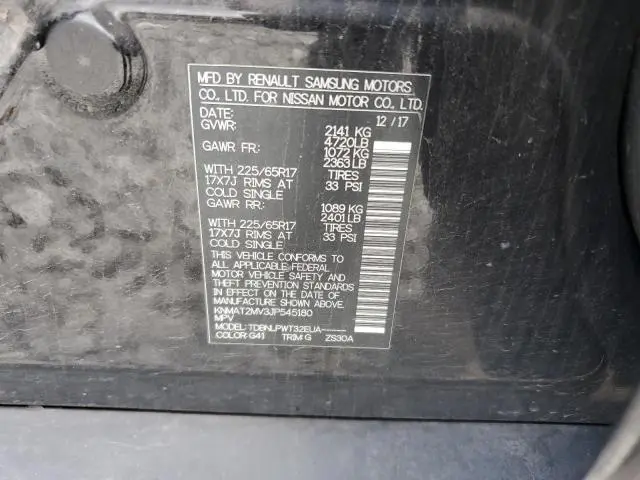 MFD BY RENAULT SAMSUNG MOTORS
CO., LTD. FOR NISSAN MOTOR CO., LTD.
DATE: 12 / 17
GVWR: 2141 KG
4720LB
GAWR FR: 1072 KG
2363 LB
WITH 225/65R17 TIRES
17X7J RIMS AT 33 PSI
COLD SINGLE
GAWR RR: 1089 KG
2401 LB
WITH 225/65R17 TIRES
17X7J RIMS AT 33 PSI
COLD SINGLE
THIS VEHICLE CONFORMS TO
ALL APPLICABLE FEDERAL
MOTOR VEHICLE SAFETY AND
THEFT PREVENTION STANDARDS
IN EFFECT ON THE DATE OF
MANUFACTURE SHOWN ABOVE.
KNMAT2MV3JP545180
MPV
MODEL: TDBNLPWT32EUA-----
COLOR:G41 TRIM:G ZS30A